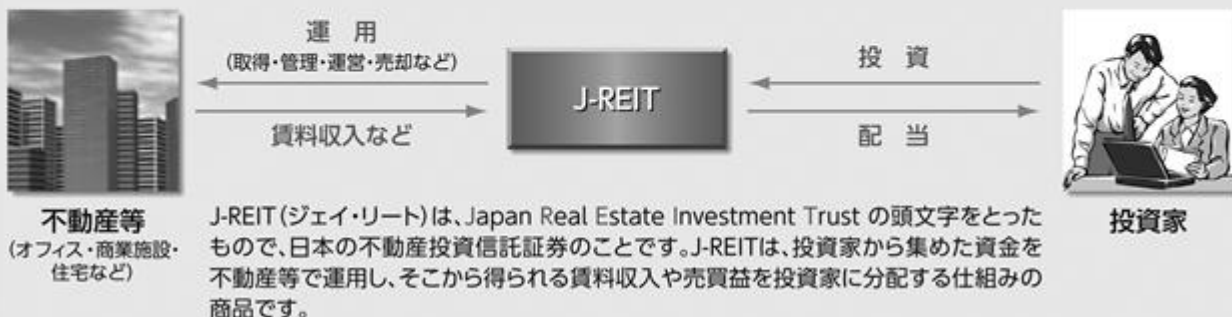 運 用
(取得・管理・運営・売却など)
賃料収入など
J-REIT
投 資
配 当
不動産等
(オフィス・商業施設・
住宅など)
投資家
J-REIT(ジェイ・リート)は、Japan Real Estate Investment Trust の頭文字をとった
もので、日本の不動産投資信託証券のことです。J-REITは、投資家から集めた資金を
不動産等で運用し、そこから得られる賃料収入や売買益を投資家に分配する仕組みの
商品です。